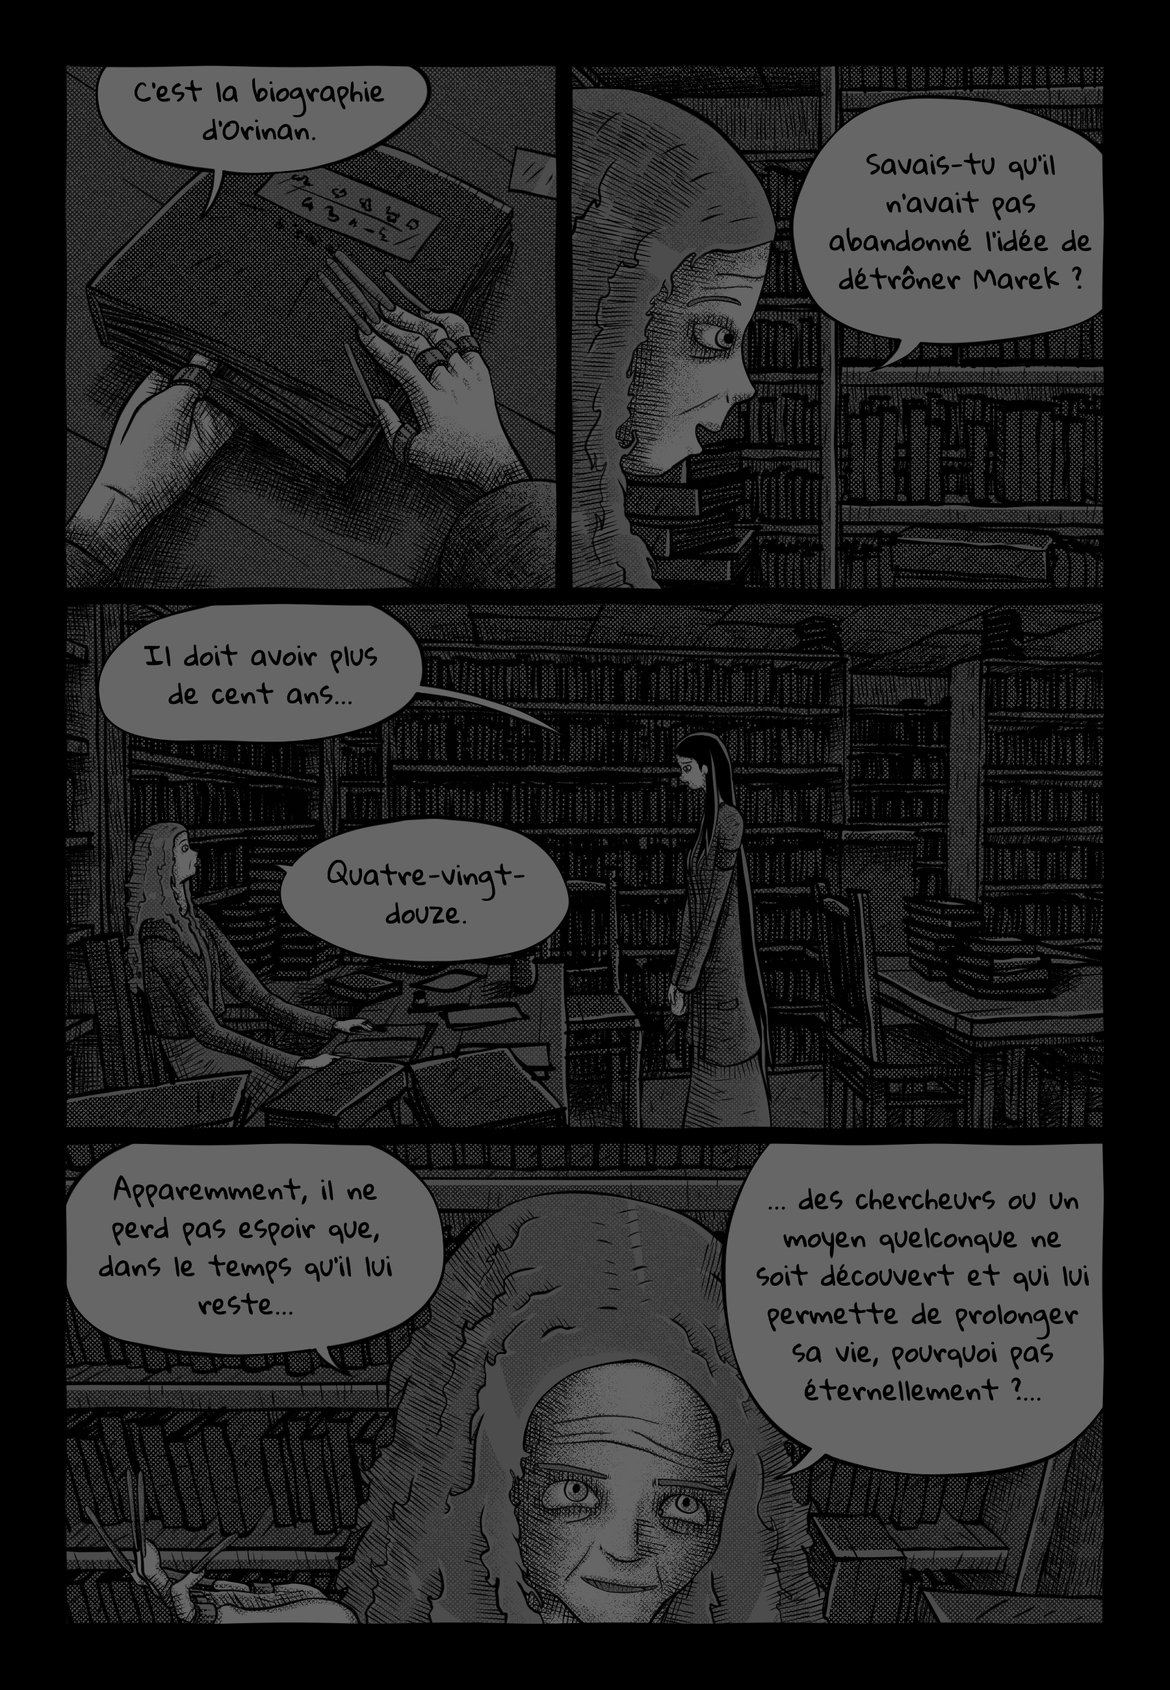 C'est la biographie
d'Orinan.
Savais-tu qu'il
n'avait pas
abandonné l'idée de
détrôner Marek ?
Il doit avoir plus
de cent ans...
Quatre-vingt-
douze.
Apparemment, il ne
perd pas espoir que,
dans le temps qu'il lui
reste...
... des chercheurs ou un
moyen quelconque ne
soit découvert et qui lui
permette de prolonger
sa vie, pourquoi pas
éternellement ?...